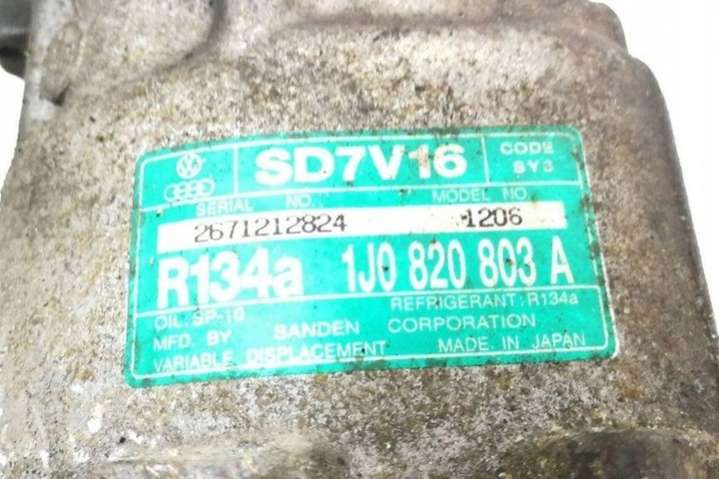 SD7V16
CODE
SY3
SERIAL NO.
MODEL NO.
2671212824
1206
R134a
1J0 820 803 A
OIL:SP-10
REFRIGERANT:R134a
MFD. BY SANDEN CORPORATION
VARIABLE DISPLACEMENT
MADE IN JAPAN